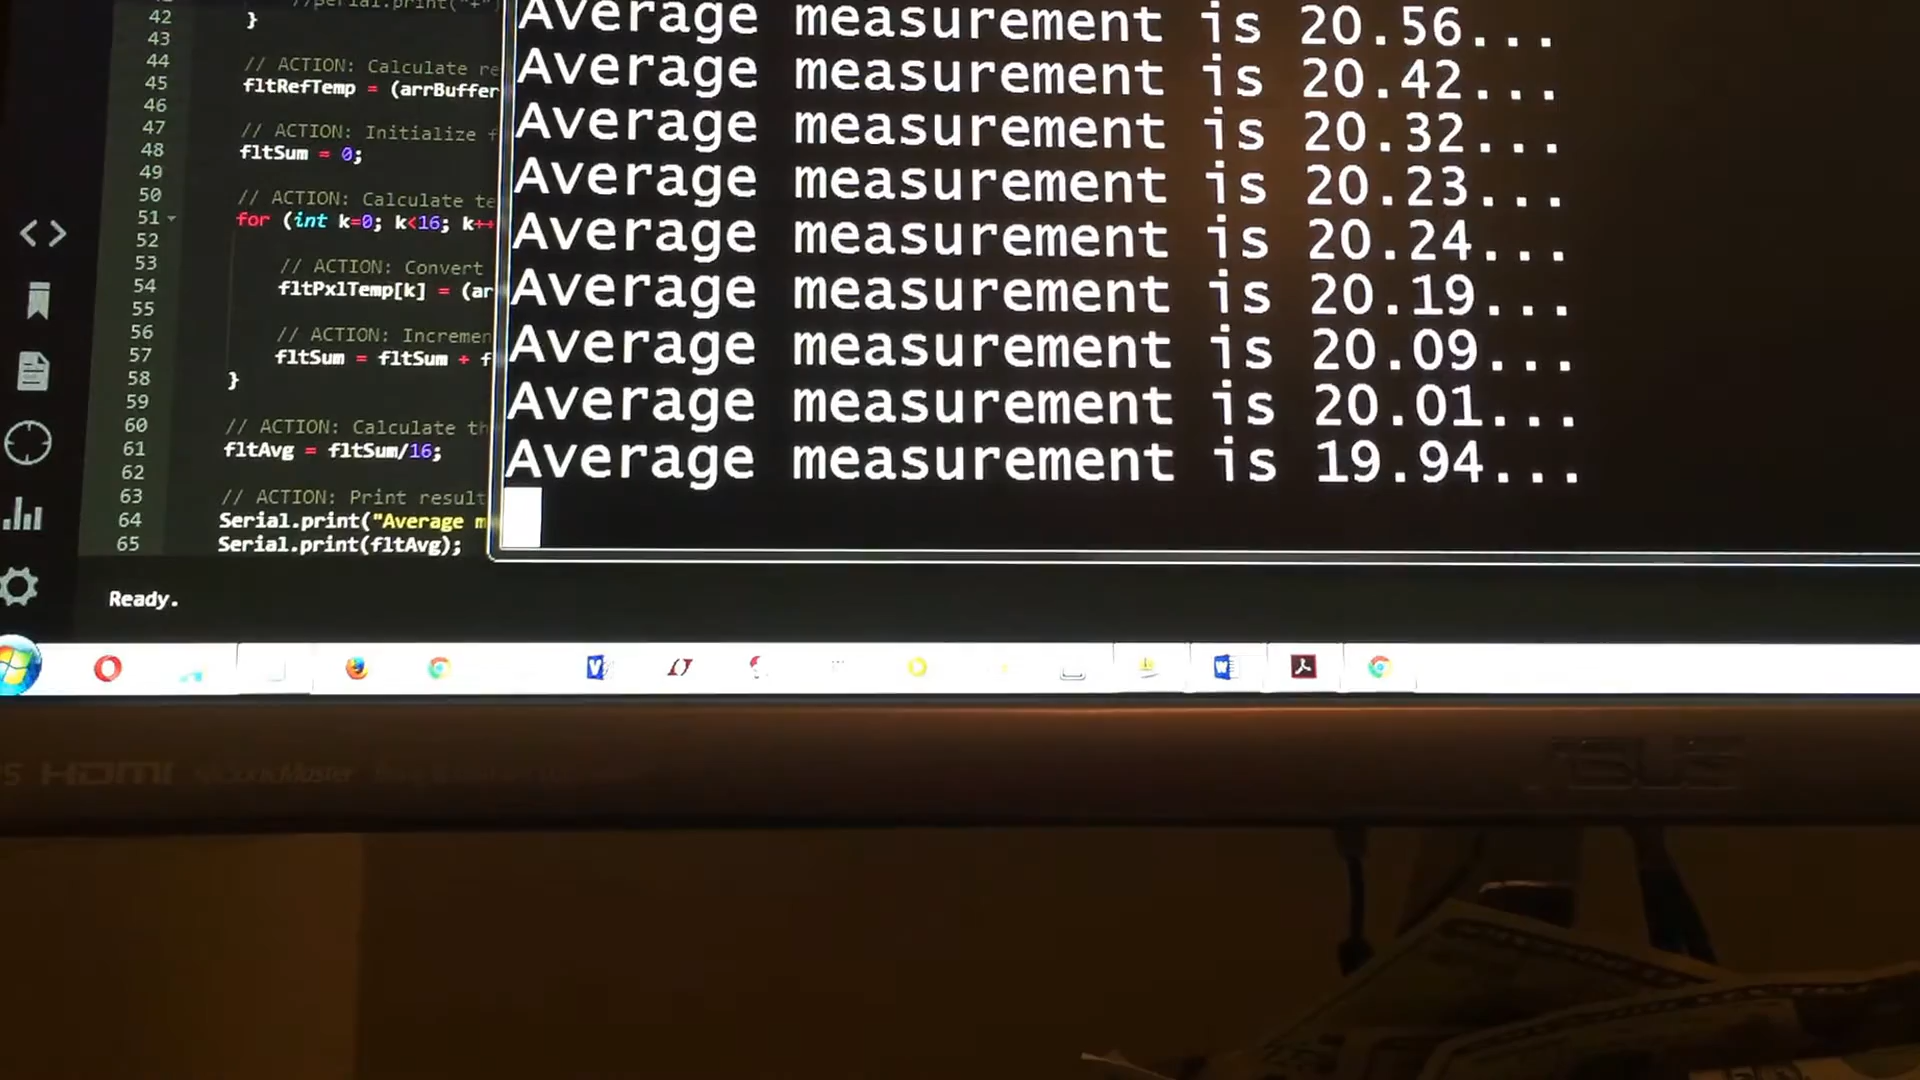 //Serial.print("+")
42 }
43
44 // ACTION: Calculate re
45 fltRefTemp = (arrBuffer
46
47 // ACTION: Initialize f
48 fltSum = 0;
49
50 // ACTION: Calculate te
51 for (int k=0; k<16; k++
52
53 // ACTION: Convert
54 fltPxlTemp[k] = (ar
55
56 // ACTION: Incremen
57 fltSum = fltSum + f
58 }
59
60 // ACTION: Calculate th
61 fltAvg = fltSum/16;
62
63 // ACTION: Print result
64 Serial.print("Average m
65 Serial.print(fltAvg);
Ready.
Average measurement is 20.56...
Average measurement is 20.42...
Average measurement is 20.32...
Average measurement is 20.23...
Average measurement is 20.24...
Average measurement is 20.19...
Average measurement is 20.09...
Average measurement is 20.01...
Average measurement is 19.94...
HDMI
ASUS